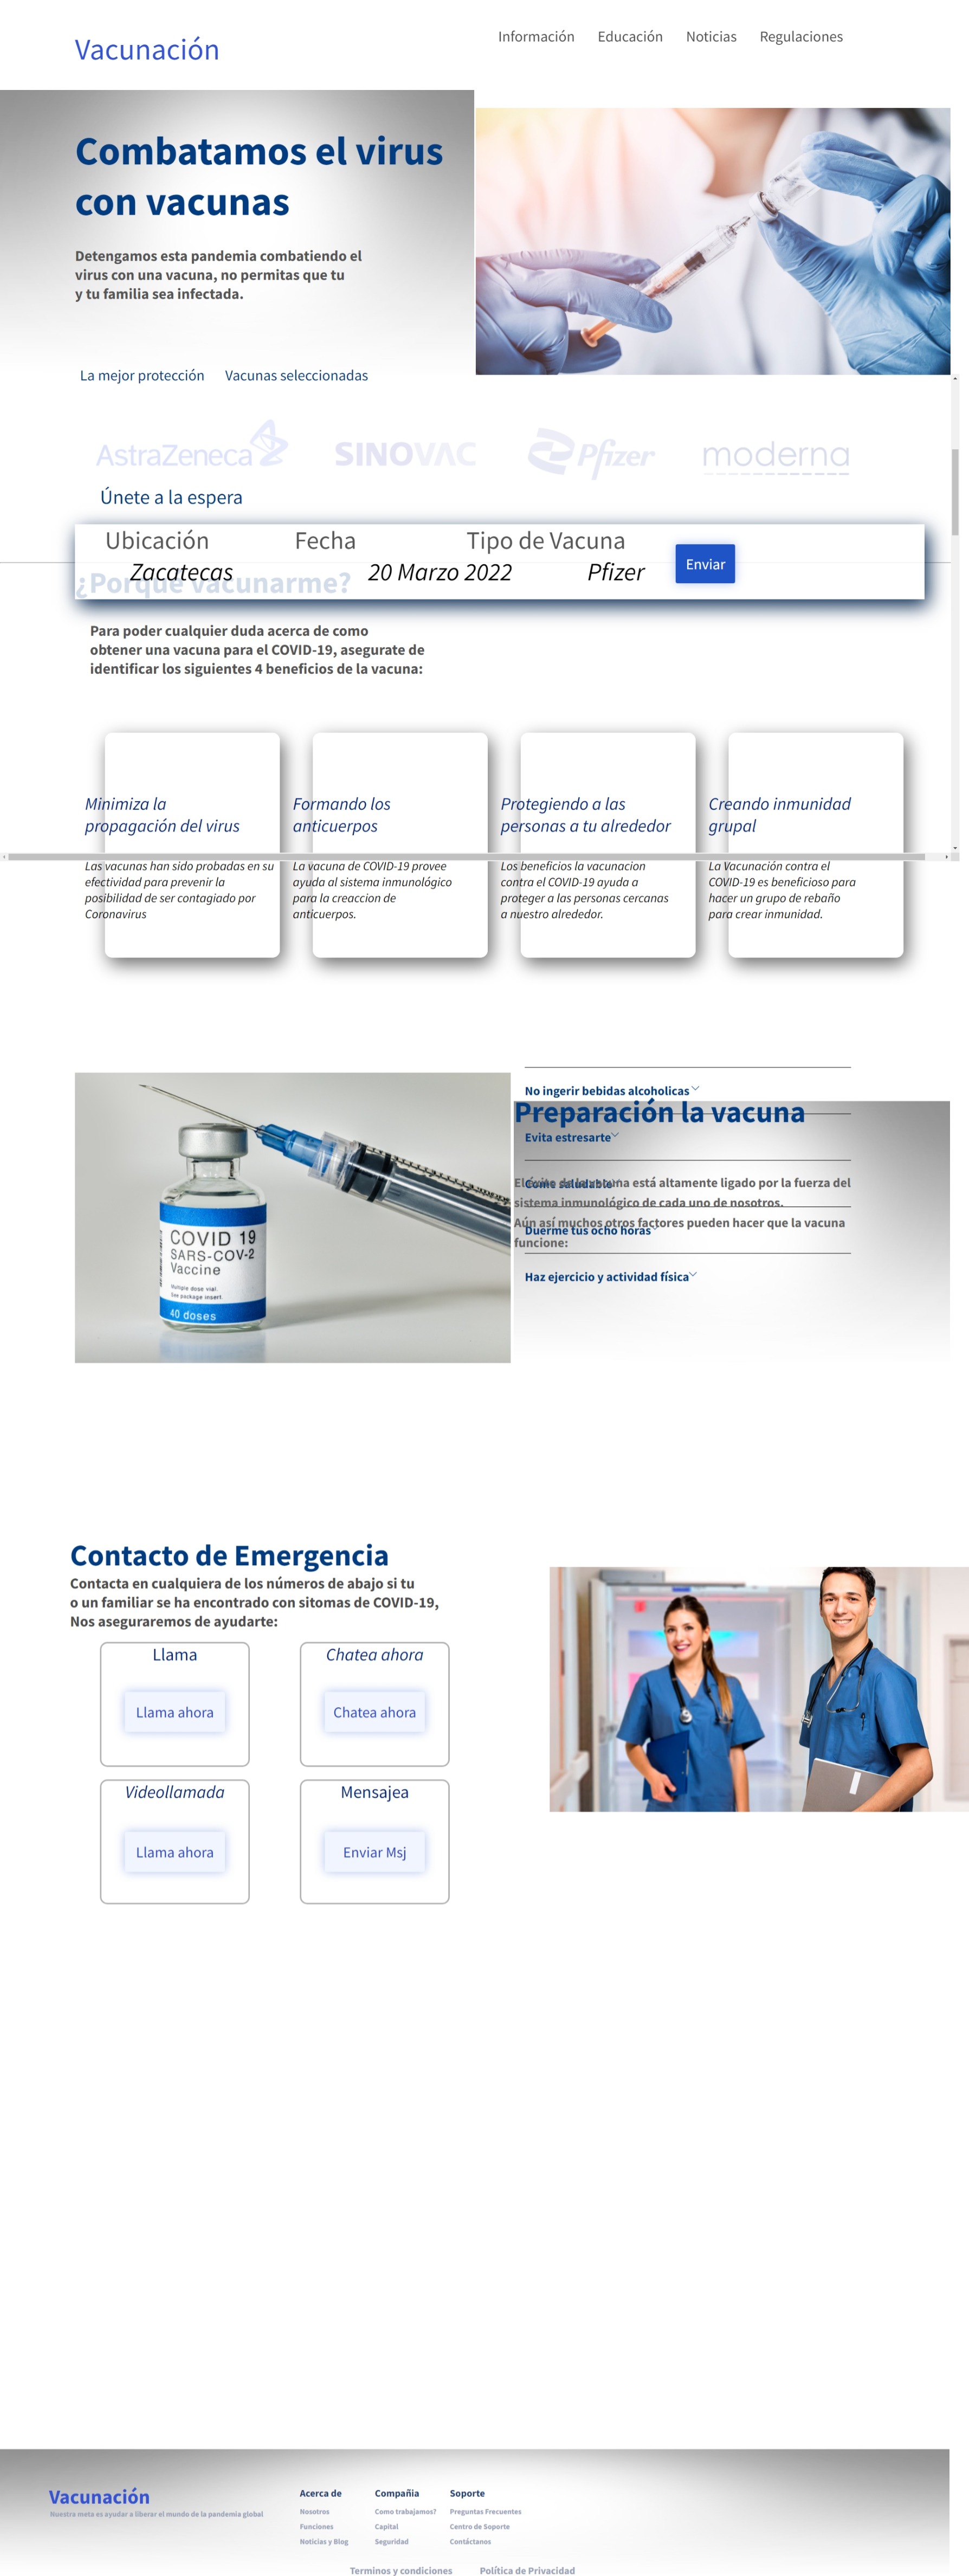 Vacunación
Información Educación Noticias Regulaciones
Combatamos el virus
con vacunas
Detengamos esta pandemia combatiendo el
virus con una vacuna, no permitas que tu
y tu familia sea infectada.
La mejor protección Vacunas seleccionadas
AstraZeneca SINOVAC Pfizer moderna
Únete a la espera
Ubicación Fecha Tipo de Vacuna
Zacatecas 20 Marzo 2022 Pfizer Enviar
¿Porque vacunarme?
Para poder cualquier duda acerca de como
obtener una vacuna para el COVID-19, asegurate de
identificar los siguientes 4 beneficios de la vacuna:
Minimiza la
propagación del virus
Las vacunas han sido probadas en su
efectividad para prevenir la
posibilidad de ser contagiado por
Coronavirus
Formando los
anticuerpos
La vacuna de COVID-19 provee
ayuda al sistema inmunológico
para la creaccion de
anticuerpos.
Protegiendo a las
personas a tu alrededor
Los beneficios la vacunacion
contra el COVID-19 ayuda a
proteger a las personas cercanas
a nuestro alrededor.
Creando inmunidad
grupal
La Vacunación contra el
COVID-19 es beneficioso para
hacer un grupo de rebaño
para crear inmunidad.
COVID 19
SARS-COV-2
Vaccine
Multiple dose vial.
See package insert.
40 doses
No ingerir bebidas alcoholicas
Preparación la vacuna
Evita estresarte
Come saludable
El está altamente ligado por la fuerza del
sistema inmunológico de cada uno de nosotros.
Aún así muchos otros factores pueden hacer que la vacuna
Duerme tus ocho horas
funcione:
Haz ejercicio y actividad física
Contacto de Emergencia
Contacta en cualquiera de los números de abajo si tu
o un familiar se ha encontrado con sitomas de COVID-19,
Nos aseguraremos de ayudarte:
Llama
Llama ahora
Chatea ahora
Chatea ahora
Videollamada
Llama ahora
Mensajea
Enviar Msj
Vacunación
Nuestra meta es ayudar a liberar el mundo de la pandemia global
Acerca de Compañia Soporte
Nosotros Como trabajamos? Preguntas Frecuentes
Funciones Capital Centro de Soporte
Noticias y Blog Seguridad Contáctanos
Terminos y condiciones Política de Privacidad